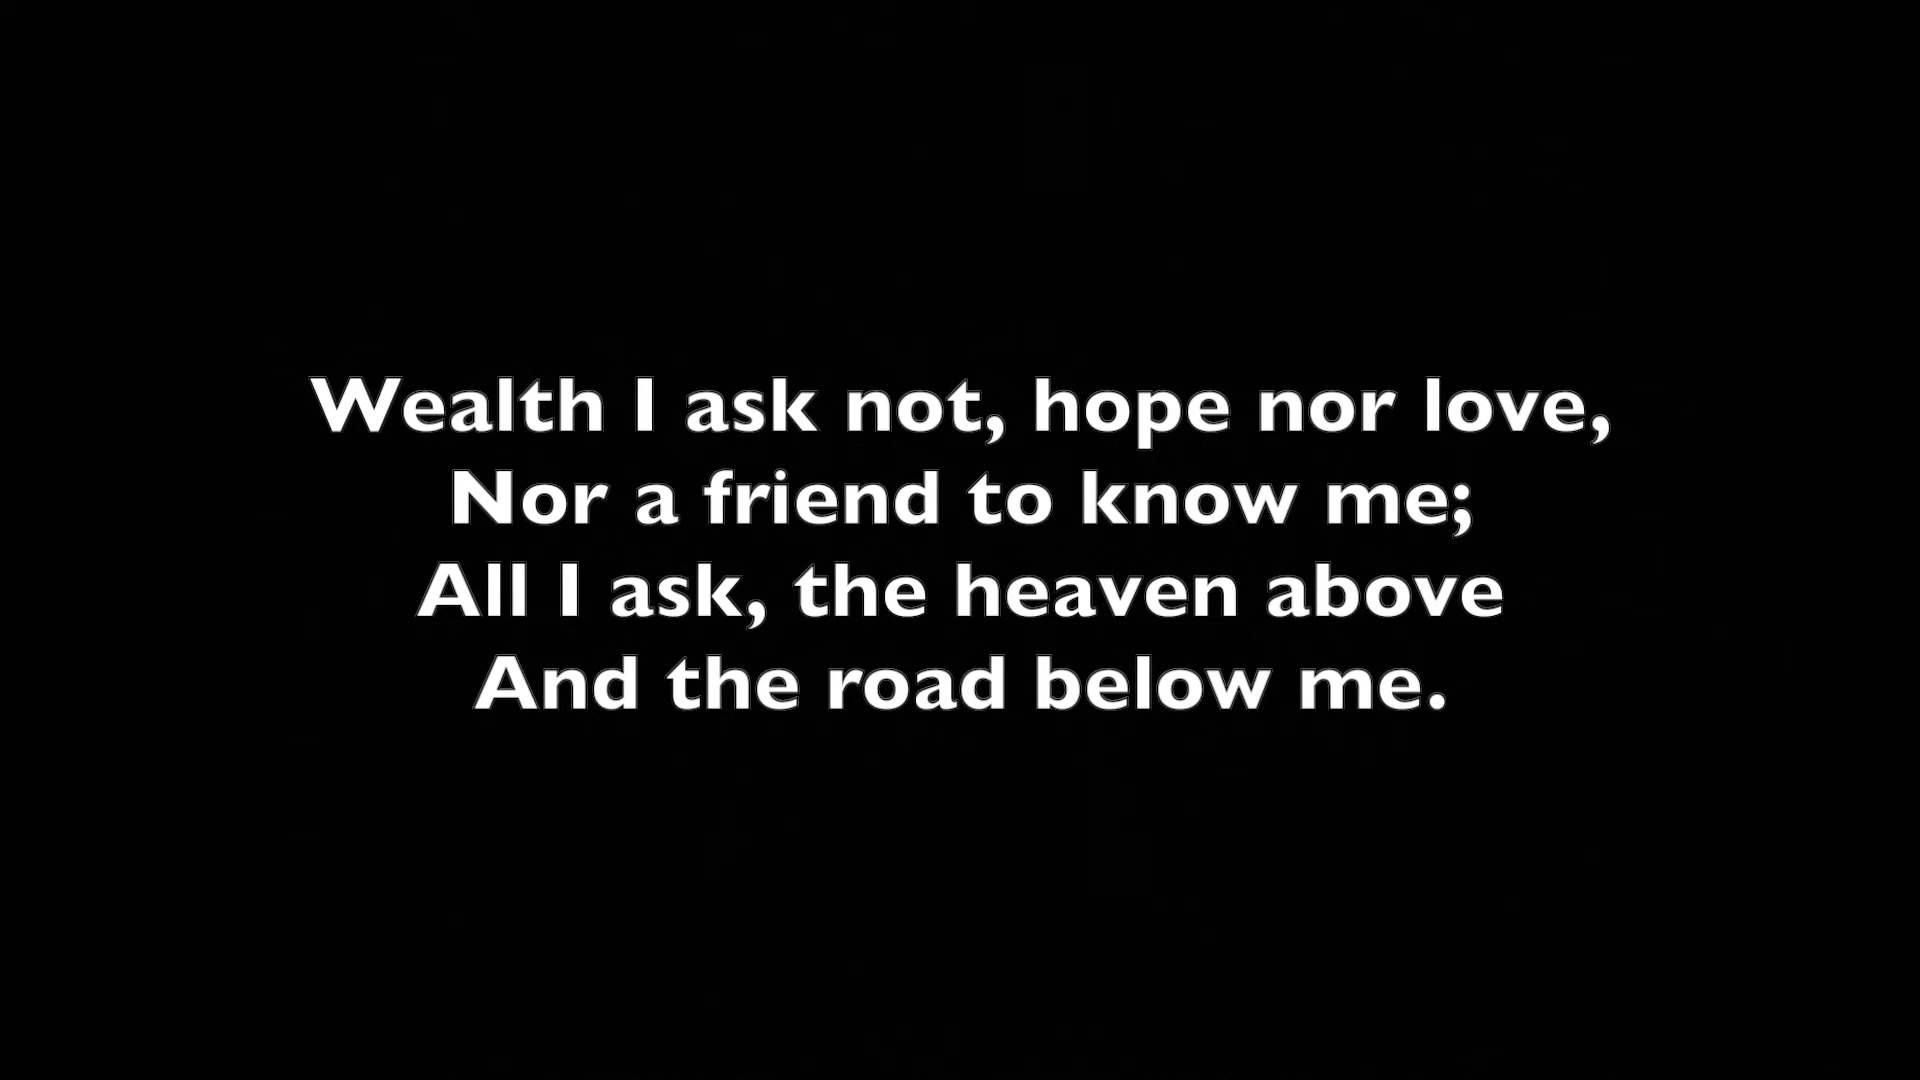 Wealth I ask not, hope nor love,
Nor a friend to know me;
All I ask, the heaven above
And the road below me.